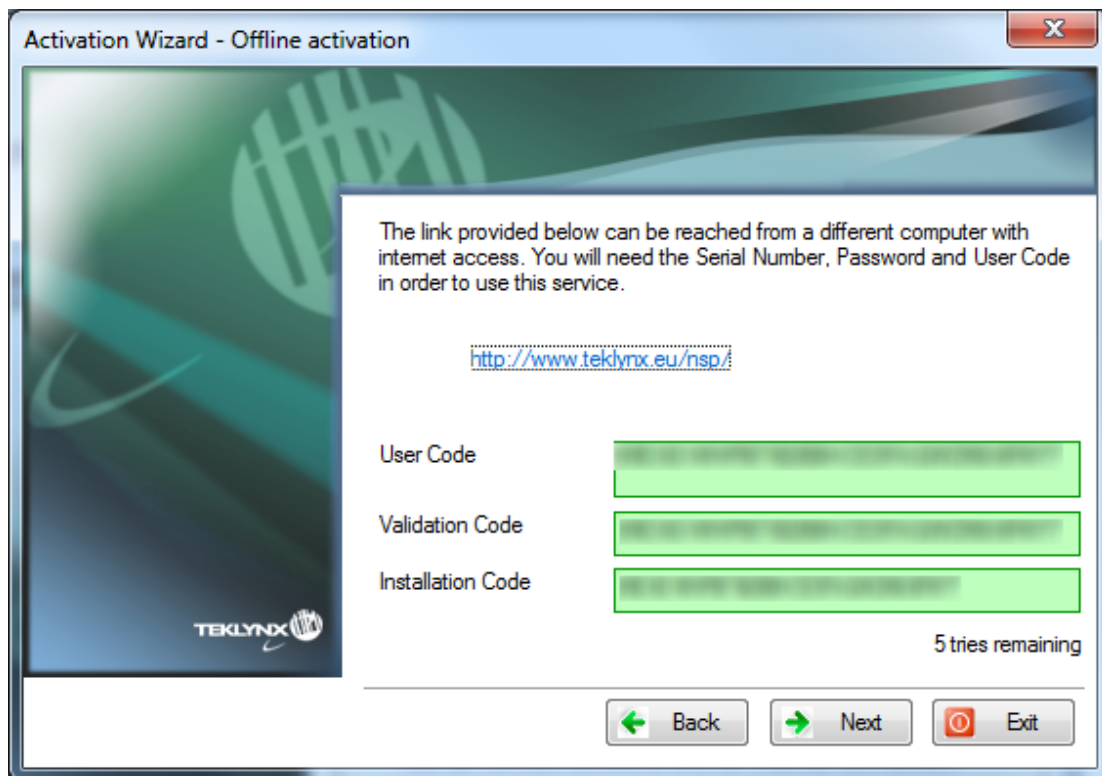 Activation Wizard - Offline activation
The link provided below can be reached from a different computer with
internet access. You will need the Serial Number, Password and User Code
in order to use this service.
http://www.teklynx.eu/nsp/
User Code
Validation Code
Installation Code
TEKLYNX
5 tries remaining
Back
Next
Exit